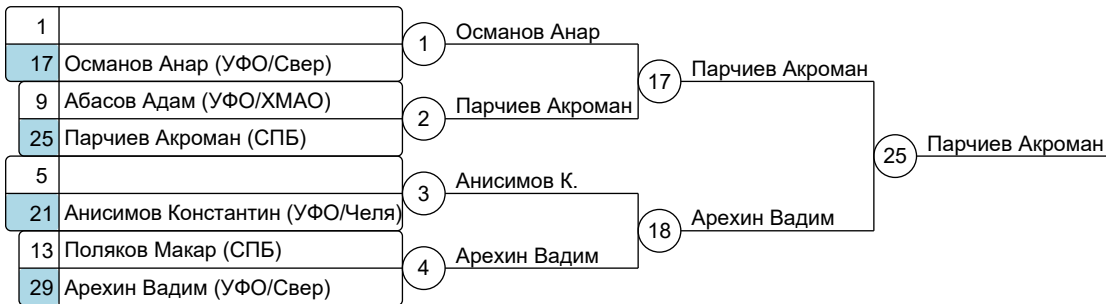 1
17 Османов Анар (УФО/Свер)
9 Абасов Адам (УФО/ХМАО)
25 Парчиев Акроман (СПБ)
5
21 Анисимов Константин (УФО/Челя)
13 Поляков Макар (СПБ)
29 Арехин Вадим (УФО/Свер)
1 Османов Анар
2 Парчиев Акроман
3 Анисимов К.
4 Арехин Вадим
17 Парчиев Акроман
18 Арехин Вадим
25 Парчиев Акроман